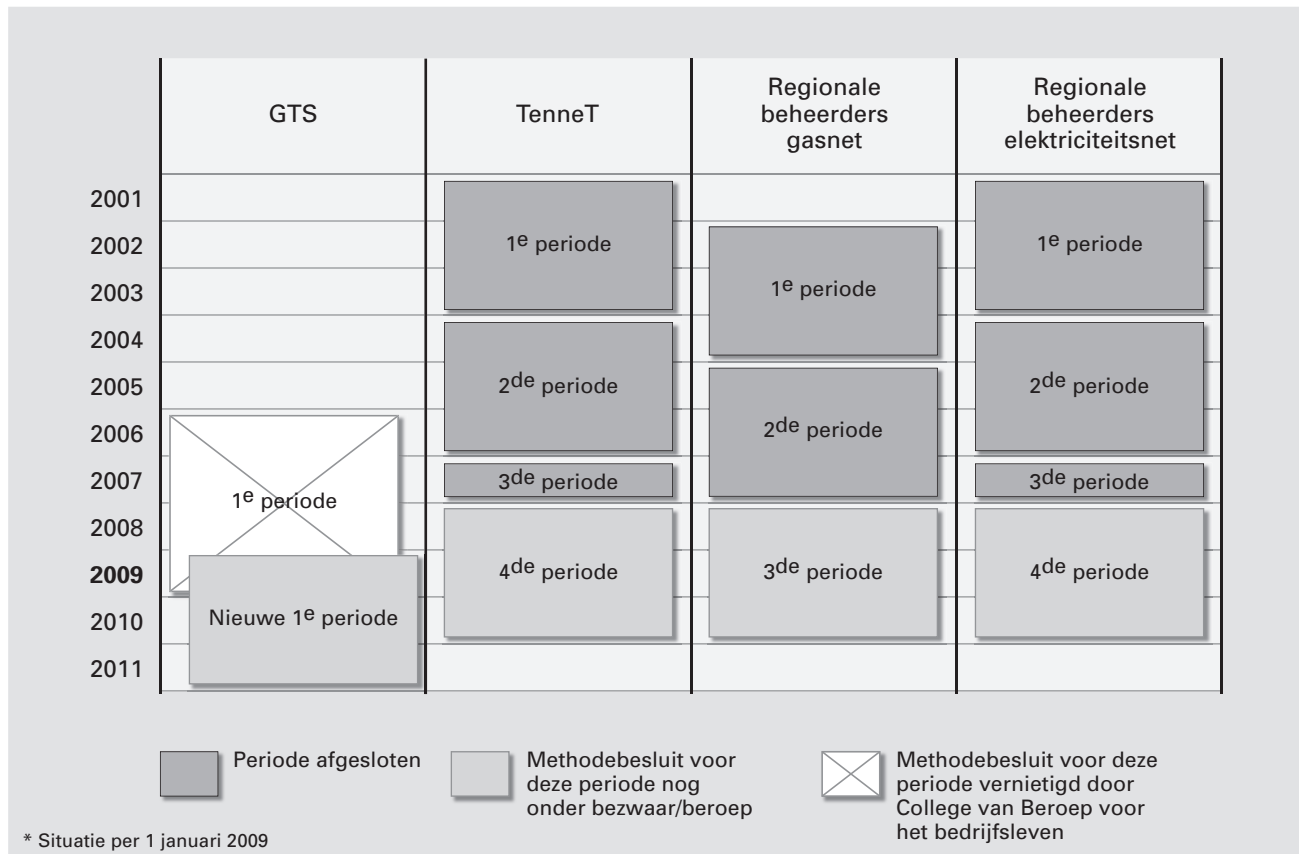 GTS
TenneT
Regionale
beheerders
gasnet
Regionale
beheerders
elektriciteitsnet
2001
2002
2003
2004
2005
2006
2007
2008
2009
2010
2011
1e periode
Nieuwe 1e periode
1e periode
2de periode
3de periode
4de periode
1e periode
2de periode
3de periode
1e periode
2de periode
3de periode
4de periode
Periode afgesloten
Methodebesluit voor
deze periode nog
onder bezwaar/beroep
Methodebesluit voor deze
periode vernietigd door
College van Beroep voor
het bedrijfsleven
* Situatie per 1 januari 2009